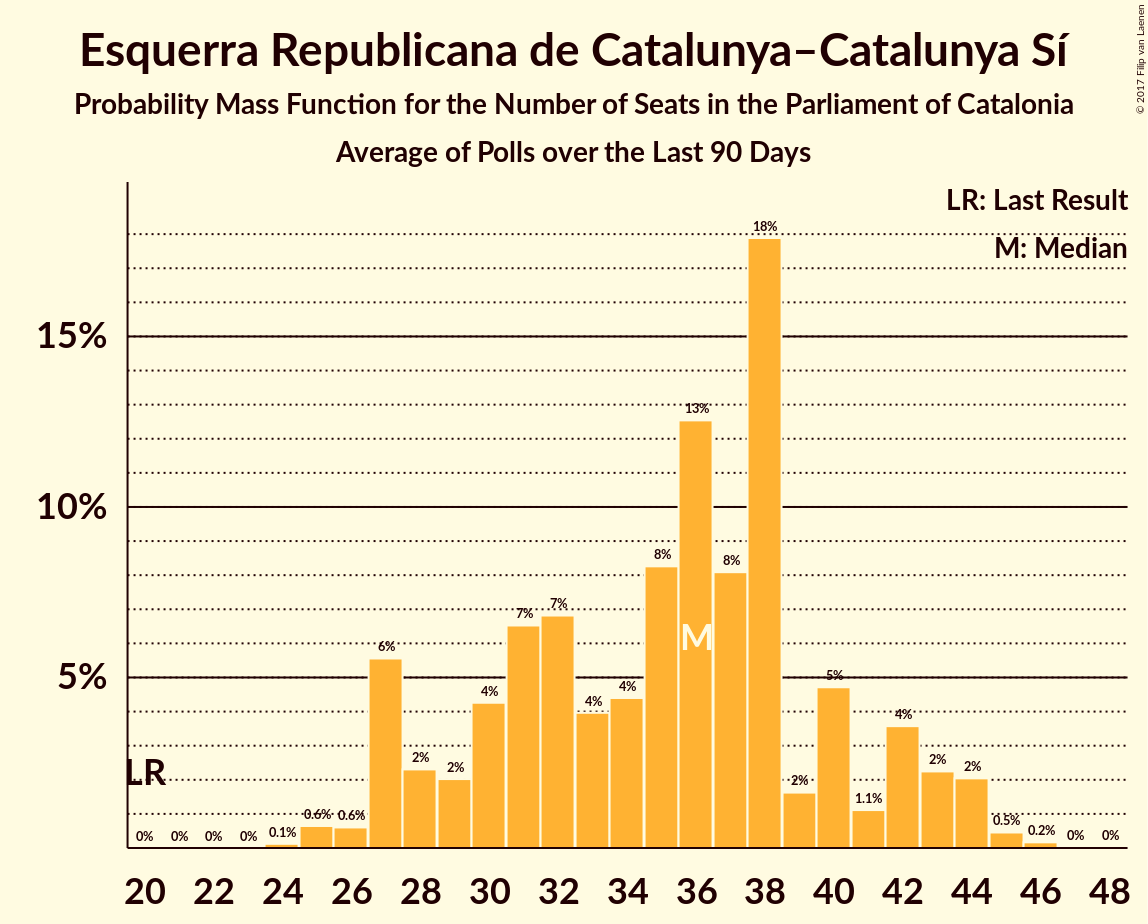 Esquerra Republicana de Catalunya–Catalunya Sí
Probability Mass Function for the Number of Seats in the Parliament of Catalonia
Average of Polls over the Last 90 Days
© 2017 Filip van Laenen
LR: Last Result
M: Median
18%
15%
13%
10%
8%
8%
7%
7%
6%
M
5%
5%
4%
4%
4%
4%
2%
2%
2%
2%
2%
LR
1.1%
0.6%
0.6%
0.5%
0.2%
0.1%
0% 0% 0% 0% 0% 0%
20 22 24 26 28 30 32 34 36 38 40 42 44 46 48